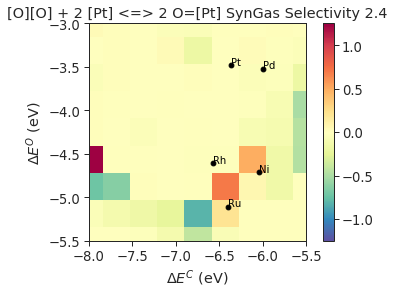 [O][O] + 2 [Pt] <=> 2 O=[Pt] SynGas Selectivity 2.4
−3.0
−3.5
−4.0
−4.5
−5.0
−5.5
ΔE^O (eV)
Pt
Pd
Rh
Ni
Ru
−8.0 −7.5 −7.0 −6.5 −6.0 −5.5
ΔE^C (eV)
1.0
0.5
0.0
−0.5
−1.0